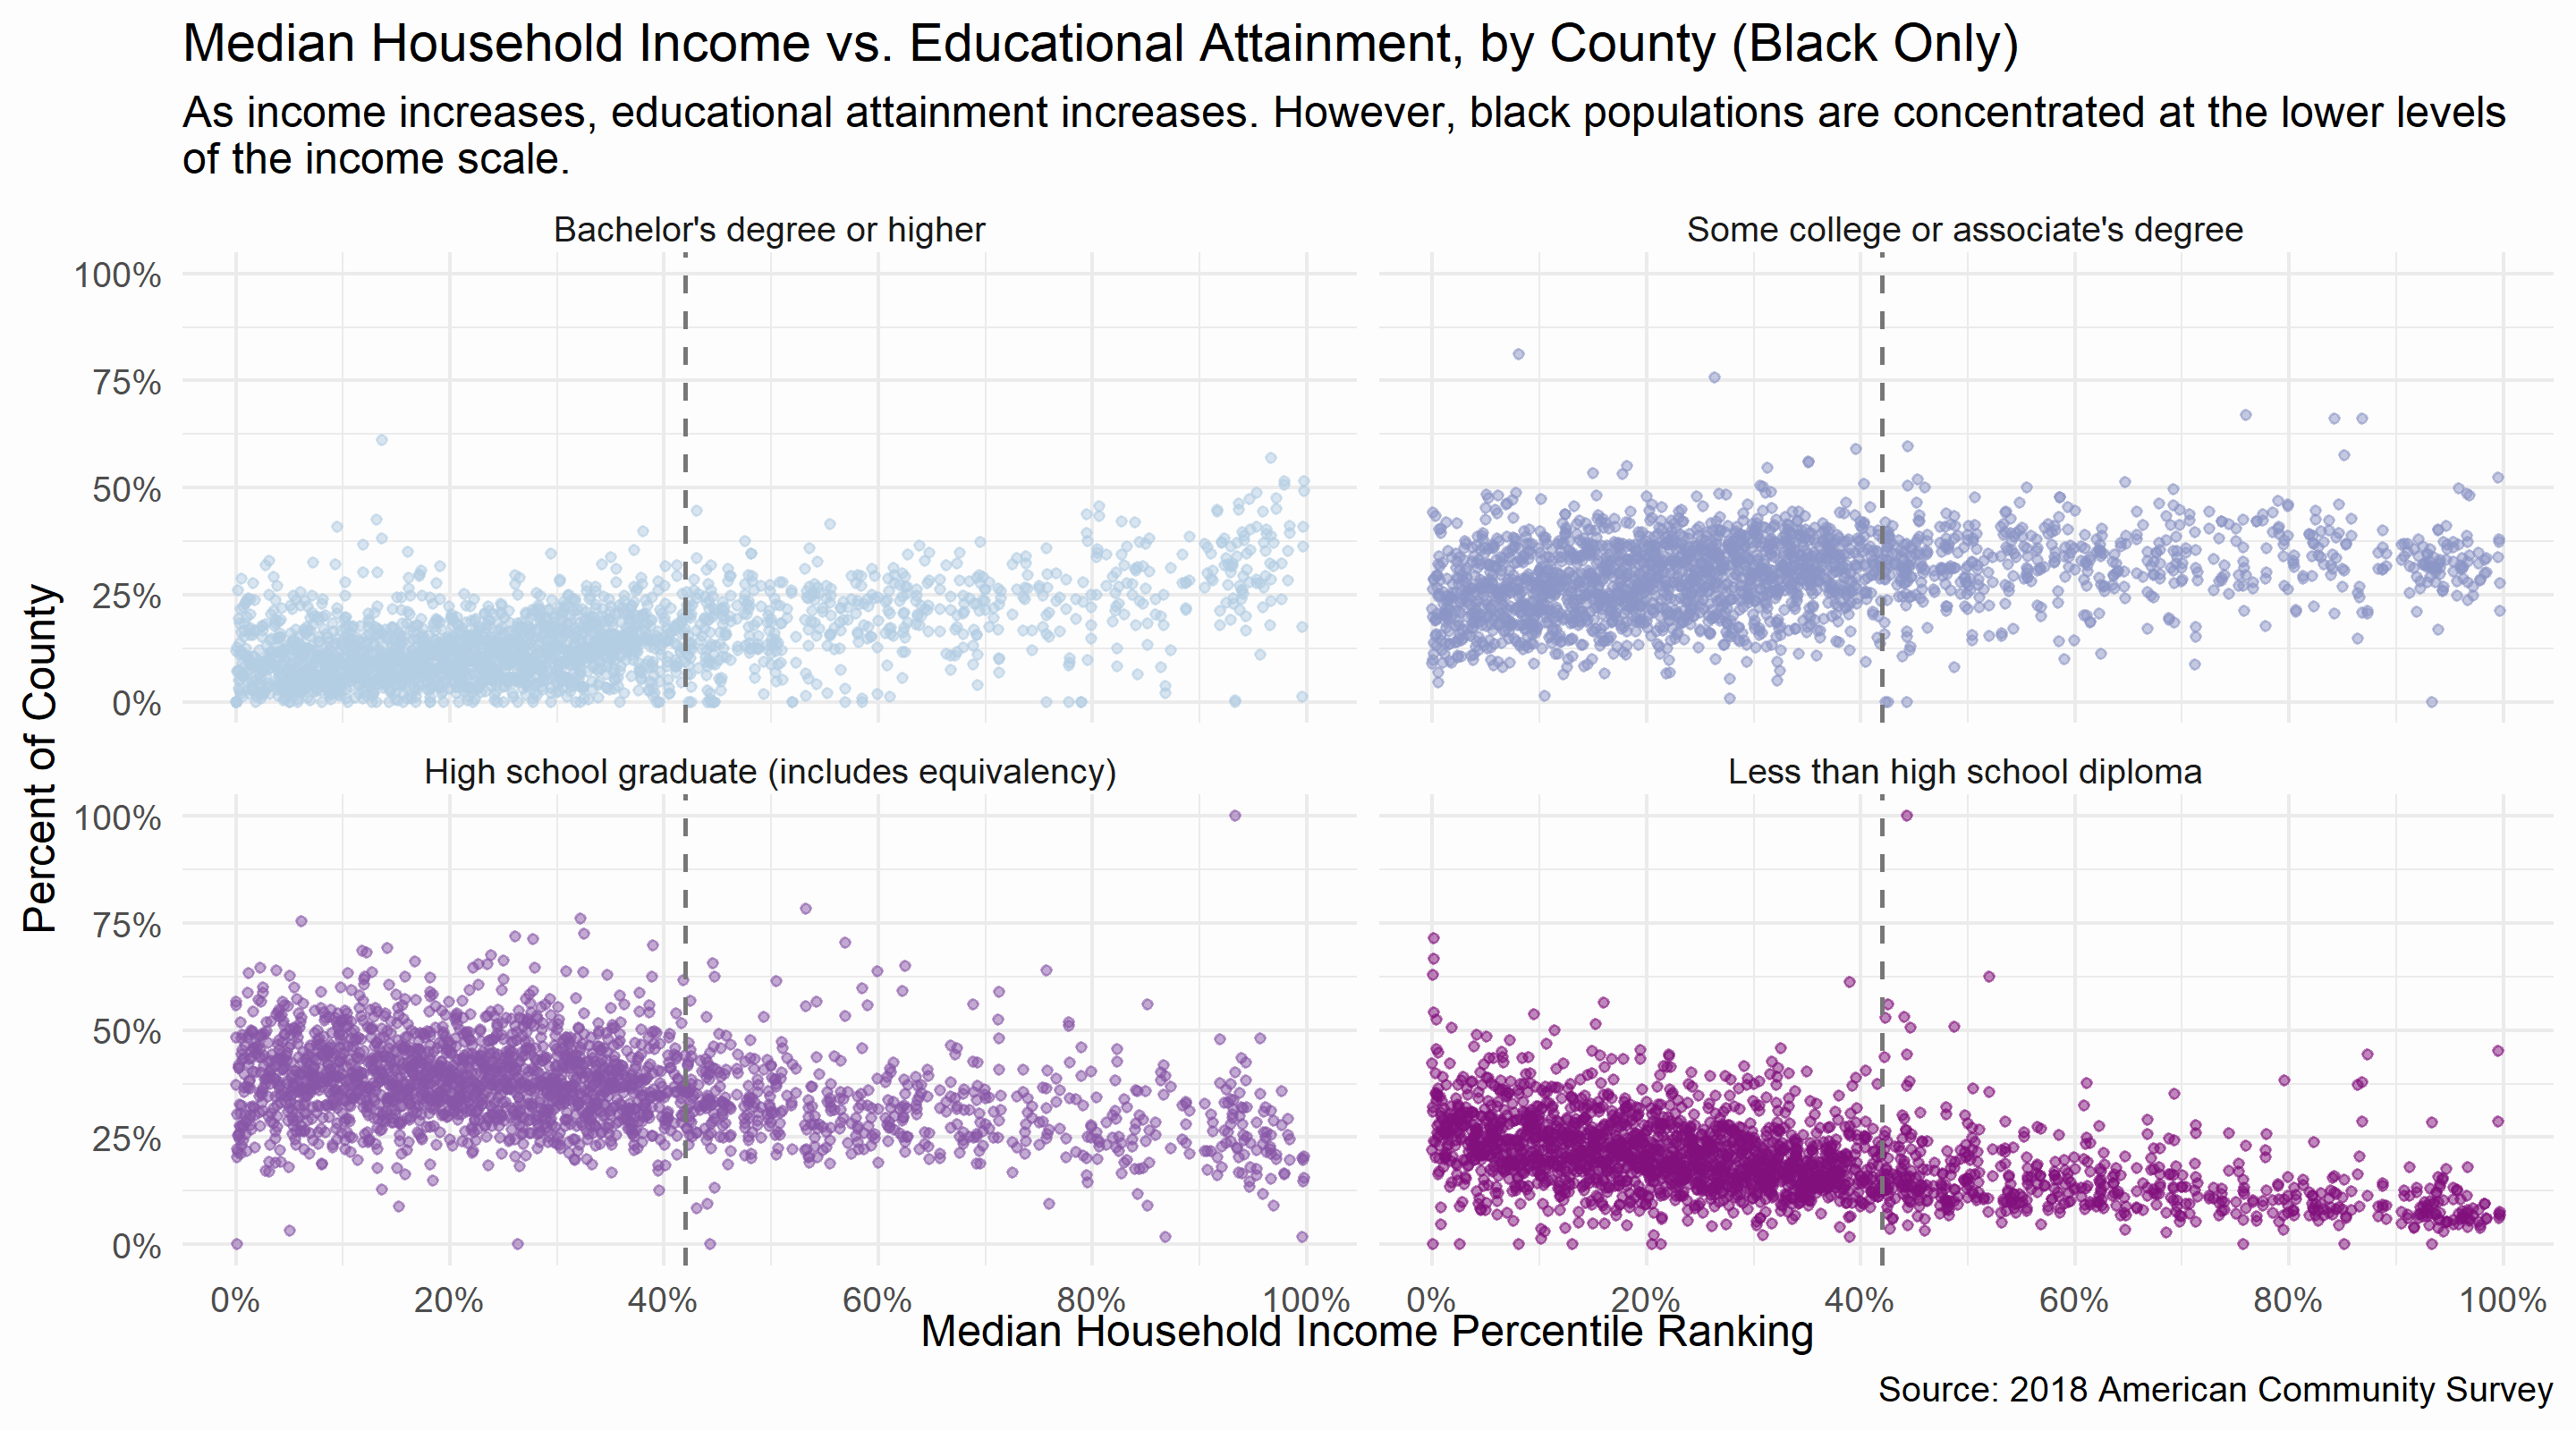 Median Household Income vs. Educational Attainment, by County (Black Only)
As income increases, educational attainment increases. However, black populations are concentrated at the lower levels
of the income scale.
Bachelor's degree or higher
Some college or associate's degree
100%
75%
50%
25%
0%
High school graduate (includes equivalency)
Less than high school diploma
100%
75%
50%
25%
0%
Percent of County
0% 20% 40% 60% 80% 100% 0% 20% 40% 60% 80% 100%
Median Household Income Percentile Ranking
Source: 2018 American Community Survey